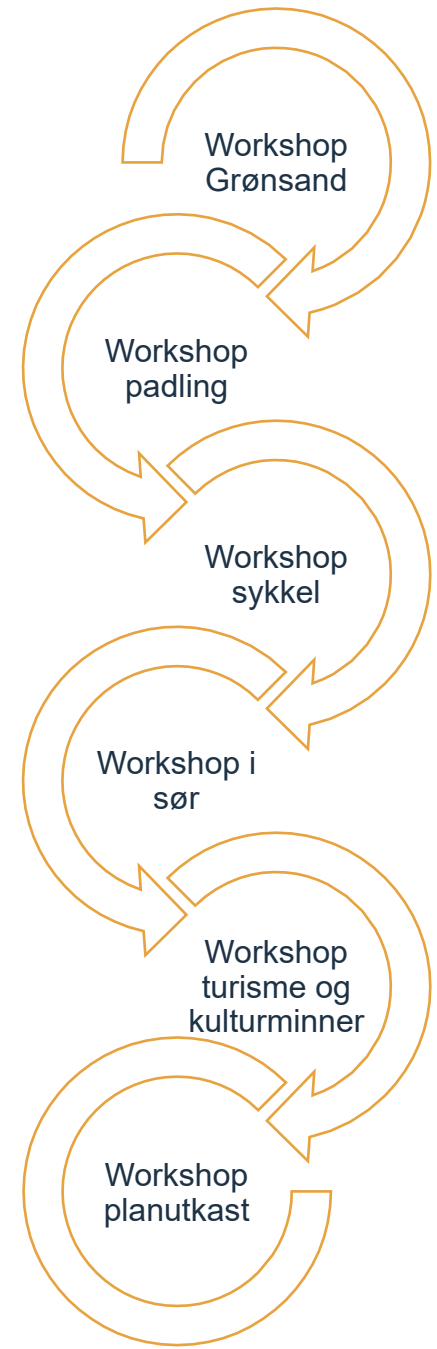 Workshop
Grønsand
Workshop
padling
Workshop
sykkel
Workshop i
sør
Workshop
turisme og
kulturminner
Workshop
planutkast